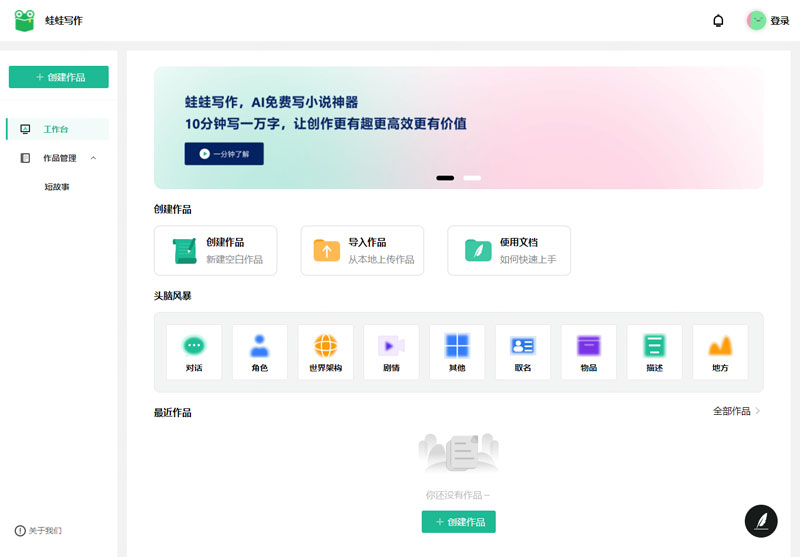 蛙蛙写作
登录
+ 创建作品
工作台
作品管理
短故事
蛙蛙写作，AI免费写小说神器
10分钟写一万字，让创作更有趣更高效更有价值
一分钟了解
创建作品
创建作品
新建空白作品
导入作品
从本地上传作品
使用文档
如何快速上手
头脑风暴
对话
角色
世界架构
剧情
其他
取名
物品
描述
地方
最近作品
全部作品
你还没有作品~
+ 创建作品
关于我们